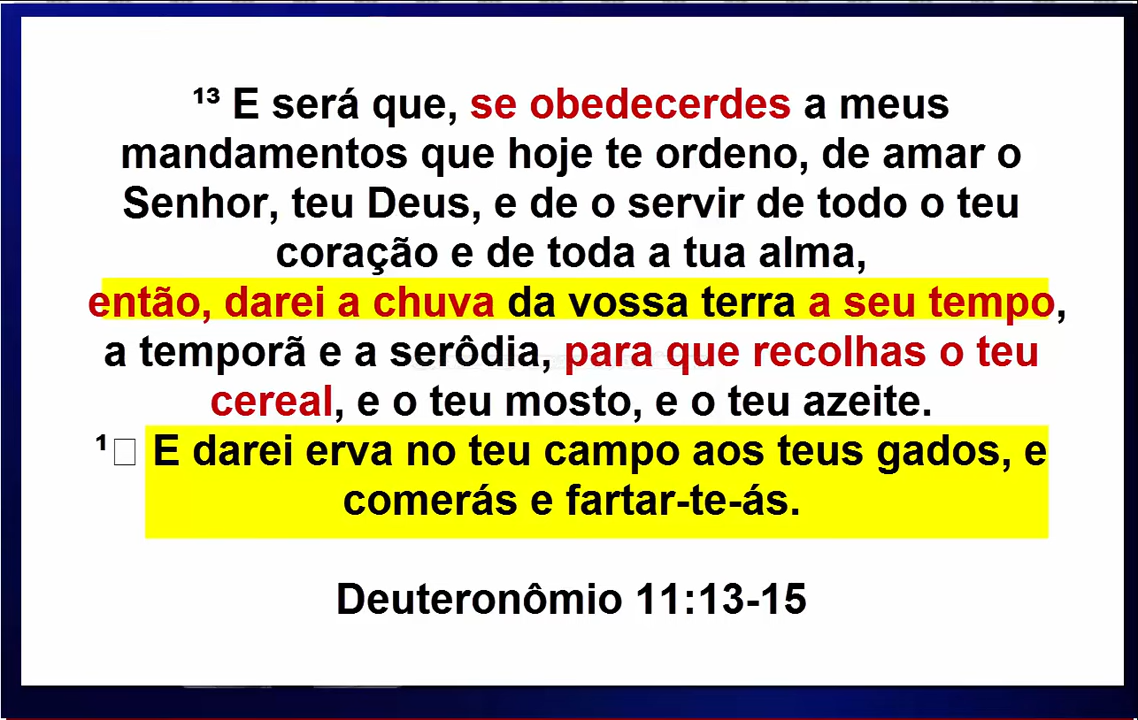 ¹³ E será que, se obedecerdes a meus
mandamentos que hoje te ordeno, de amar o
Senhor, teu Deus, e de o servir de todo o teu
coração e de toda a tua alma,
então, darei a chuva da vossa terra a seu tempo,
a temporã e a serôdia, para que recolhas o teu
cereal, e o teu mosto, e o teu azeite.
¹□ E darei erva no teu campo aos teus gados, e
comerás e fartar-te-ás.
Deuteronômio 11:13-15